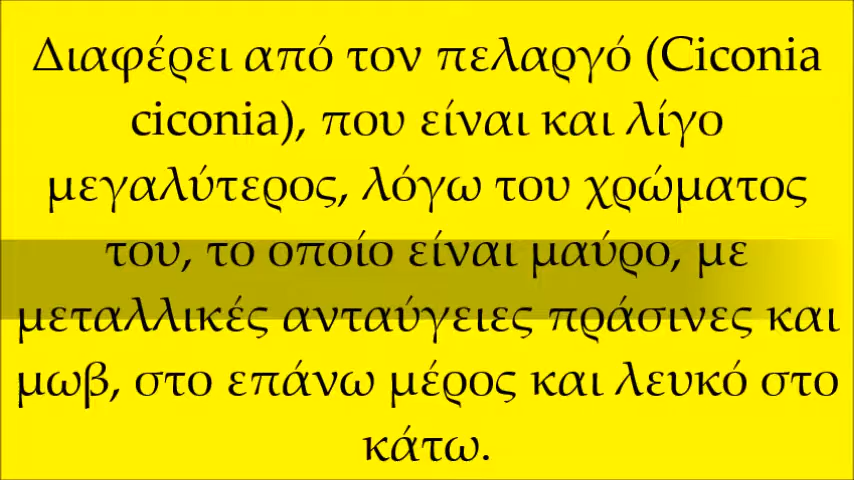 Διαφέρει από τον πελαργό (Ciconia
ciconia), που είναι και λίγο
μεγαλύτερος, λόγω του χρώματος
του, το οποίο είναι μαύρο, με
μεταλλικές ανταύγειες πράσινες και
μωβ, στο επάνω μέρος και λευκό στο
κάτω.